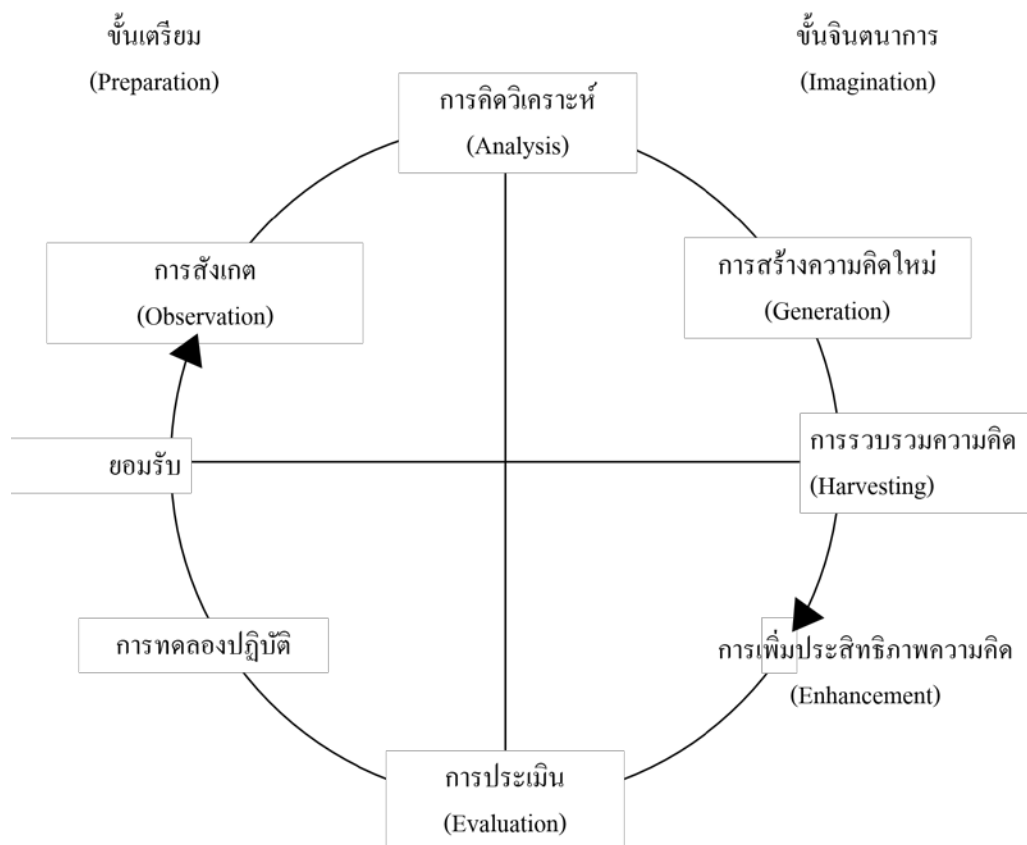 ขั้นเตรียม
(Preparation)
ขั้นจินตนาการ
(Imagination)
การคิดวิเคราะห์
(Analysis)
การสังเกต
(Observation)
การสร้างความคิดใหม่
(Generation)
ยอมรับ
การรวบรวมความคิด
(Harvesting)
การทดลองปฏิบัติ
การเพิ่มประสิทธิภาพความคิด
(Enhancement)
การประเมิน
(Evaluation)